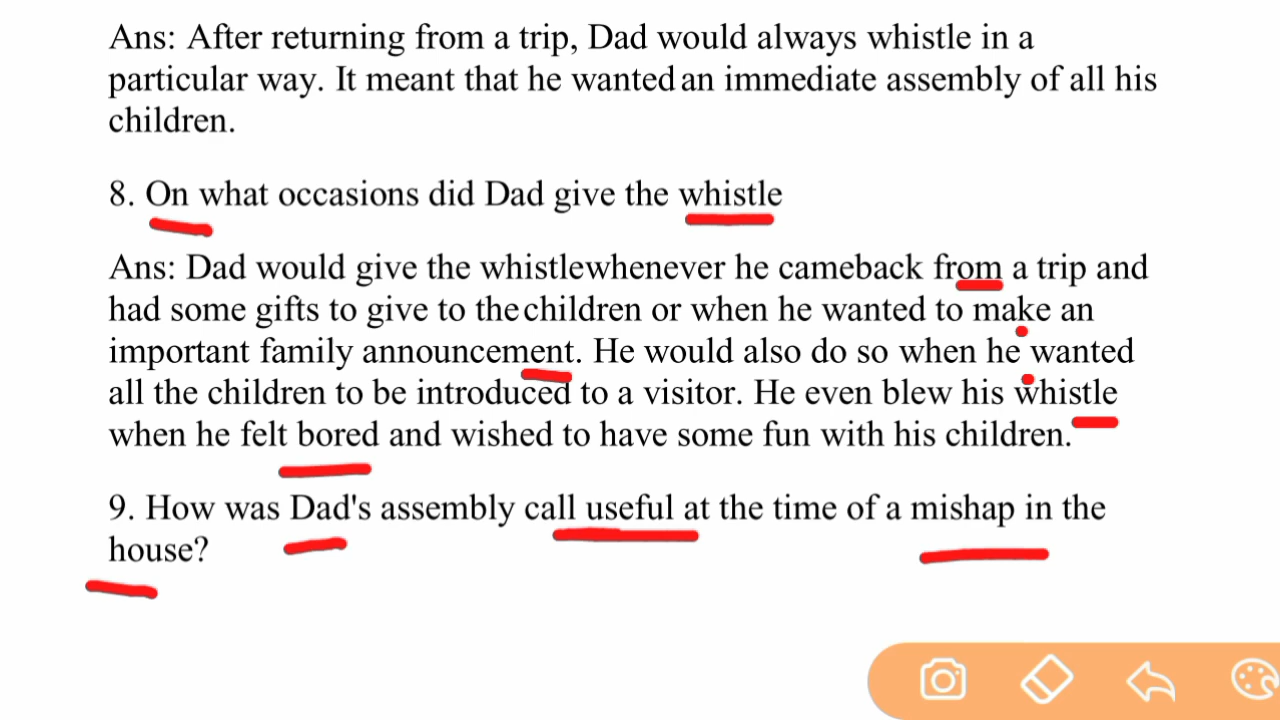 Ans: After returning from a trip, Dad would always whistle in a
particular way. It meant that he wanted an immediate assembly of all his
children.
8. On what occasions did Dad give the whistle
Ans: Dad would give the whistlewhenever he cameback from a trip and
had some gifts to give to the children or when he wanted to make an
important family announcement. He would also do so when he wanted
all the children to be introduced to a visitor. He even blew his whistle
when he felt bored and wished to have some fun with his children.
9. How was Dad's assembly call useful at the time of a mishap in the
house?